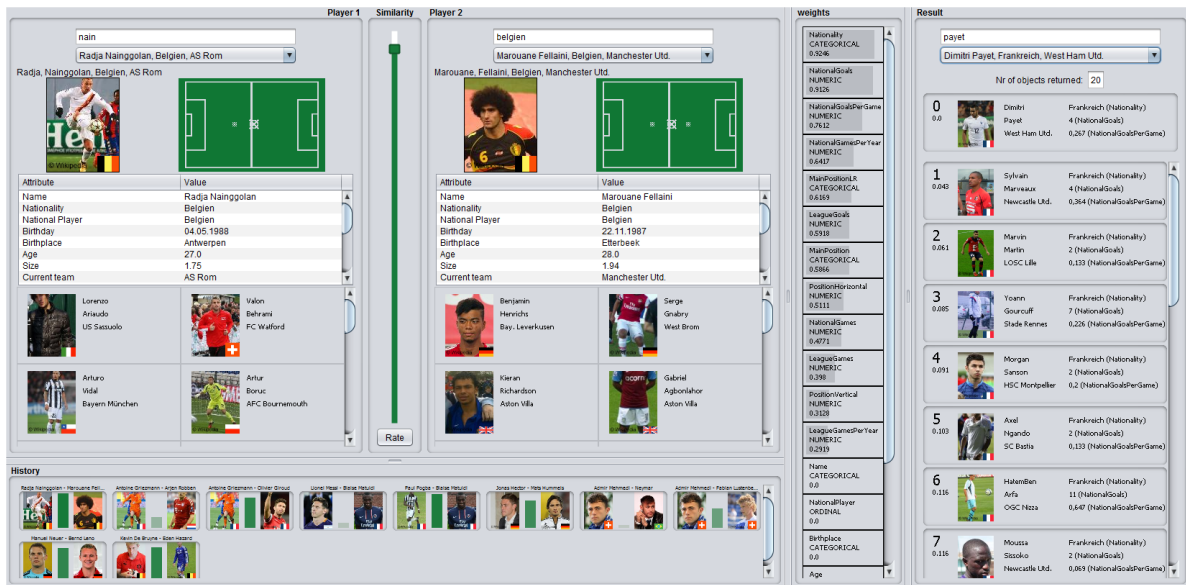 Player 1
Similarity
Player 2
weights
Result
nain
Radja Nainggolan, Belgien, AS Rom
Radja, Nainggolan, Belgien, AS Rom
© Wikipedia
Attribute Value
Name Radja Nainggolan
Nationality Belgien
National Player Belgien
Birthday 04.05.1988
Birthplace Antwerpen
Age 27.0
Size 1.75
Current team AS Rom
Lorenzo
Ariaudo
US Sassuolo
Valon
Behrami
FC Watford
Arturo
Vidal
Bayern München
Artur
Boruc
AFC Bournemouth
Rate
belgien
Marouane Fellaini, Belgien, Manchester Utd.
Marouane, Fellaini, Belgien, Manchester Utd.
© Wikipedia
Attribute Value
Name Marouane Fellaini
Nationality Belgien
National Player Belgien
Birthday 22.11.1987
Birthplace Etterbeek
Age 28.0
Size 1.94
Current team Manchester Utd.
Benjamin
Henrichs
Bay. Leverkusen
Serge
Gnabry
West Brom
Kieran
Richardson
Aston Villa
Gabriel
Agbonlahor
Aston Villa
Nationality
CATEGORICAL
0.9246
NationalGoals
NUMERIC
0.9126
NationalGoalsPerGame
NUMERIC
0.7612
NationalGamesPerYear
NUMERIC
0.6417
MainPositionLR
CATEGORICAL
0.6169
LeagueGoals
NUMERIC
0.5918
MainPosition
CATEGORICAL
0.5866
PositionHorizontal
NUMERIC
0.5111
NationalGames
NUMERIC
0.4771
LeagueGames
NUMERIC
0.398
PositionVertical
NUMERIC
0.3128
LeagueGamesPerYear
NUMERIC
0.2919
Name
CATEGORICAL
0.0
NationalPlayer
ORDINAL
0.0
Birthplace
CATEGORICAL
0.0
Age
payet
Dimitri Payet, Frankreich, West Ham Utd.
Nr of objects returned: 20
0 Dimitri Frankreich (Nationality)
0.0 Payet 4 (NationalGoals)
West Ham Utd. 0,267 (NationalGoalsPerGame)
1 Sylvain Frankreich (Nationality)
0.043 Marveaux 4 (NationalGoals)
Newcastle Utd. 0,364 (NationalGoalsPerGame)
2 Marvin Frankreich (Nationality)
0.061 Martin 2 (NationalGoals)
LOSC Lille 0,133 (NationalGoalsPerGame)
3 Yoann Frankreich (Nationality)
0.085 Gourcuff 7 (NationalGoals)
Stade Rennes 0,226 (NationalGoalsPerGame)
4 Morgan Frankreich (Nationality)
0.091 Sanson 2 (NationalGoals)
HSC Montpellier 0,2 (NationalGoalsPerGame)
5 Axel Frankreich (Nationality)
0.103 Ngando 2 (NationalGoals)
SC Bastia 0,133 (NationalGoalsPerGame)
6 HatemBen Frankreich (Nationality)
0.116 Arfa 11 (NationalGoals)
OGC Nizza 0,647 (NationalGoalsPerGame)
7 Moussa Frankreich (Nationality)
0.116 Sissoko 2 (NationalGoals)
Newcastle Utd. 0,069 (NationalGoalsPerGame)
History
Radja Nainggolan - Marouane Fell...
Antoine Griezmann - Arjen Robben
Antoine Griezmann - Olivier Giroud
Lionel Messi - Blaise Matuidi
Paul Pogba - Blaise Matuidi
Jonas Hector - Mats Hummels
Admir Mehmedi - Neymar
Admir Mehmedi - Fabian Lustenbe...
Manuel Neuer - Bernd Leno
Kevin De Bruyne - Eden Hazard